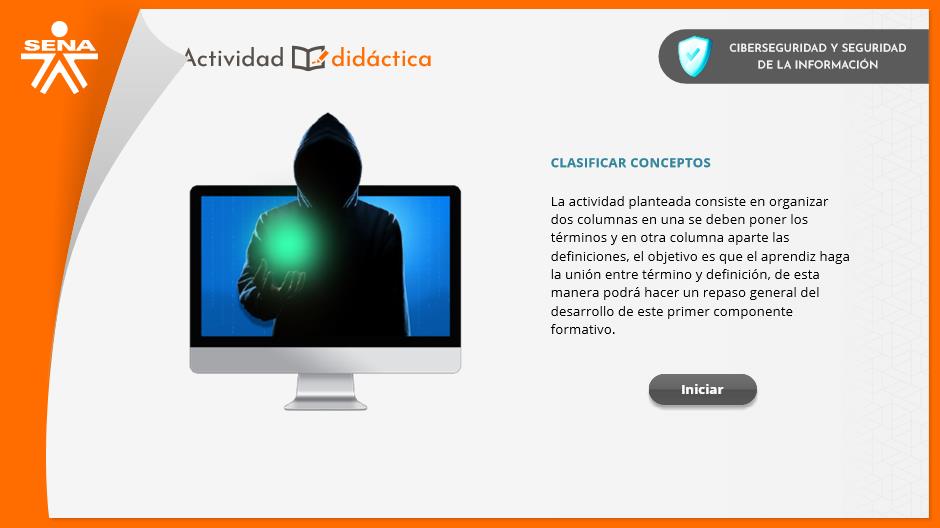 SENA
Actividad didáctica
CIBERSEGURIDAD Y SEGURIDAD
DE LA INFORMACIÓN
CLASIFICAR CONCEPTOS
La actividad planteada consiste en organizar
dos columnas en una se deben poner los
términos y en otra columna aparte las
definiciones, el objetivo es que el aprendiz haga
la unión entre término y definición, de esta
manera podrá hacer un repaso general del
desarrollo de este primer componente
formativo.
Iniciar